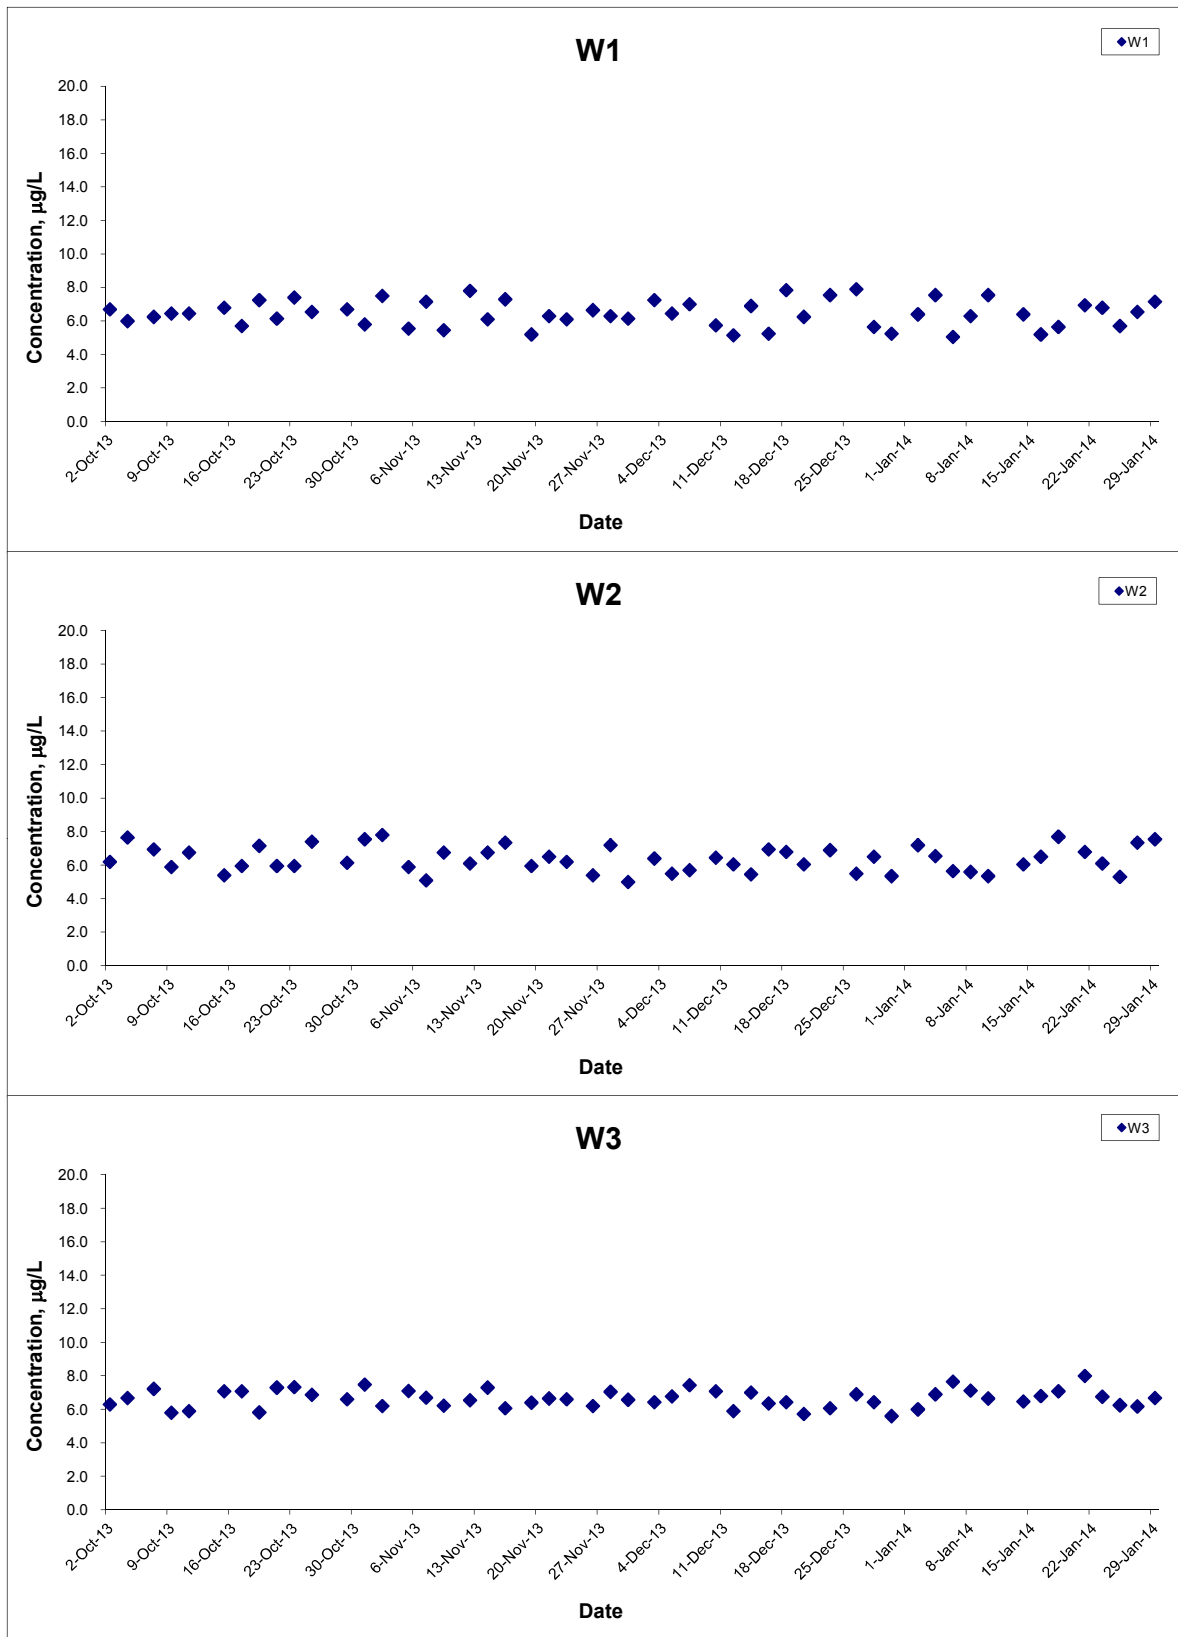 W1
W1
20.0
18.0
16.0
14.0
12.0
10.0
8.0
6.0
4.0
2.0
0.0
Concentration, µg/L
2-Oct-13
9-Oct-13
16-Oct-13
23-Oct-13
30-Oct-13
6-Nov-13
13-Nov-13
20-Nov-13
27-Nov-13
4-Dec-13
11-Dec-13
18-Dec-13
25-Dec-13
1-Jan-14
8-Jan-14
15-Jan-14
22-Jan-14
29-Jan-14
Date
W2
W2
20.0
18.0
16.0
14.0
12.0
10.0
8.0
6.0
4.0
2.0
0.0
Concentration, µg/L
2-Oct-13
9-Oct-13
16-Oct-13
23-Oct-13
30-Oct-13
6-Nov-13
13-Nov-13
20-Nov-13
27-Nov-13
4-Dec-13
11-Dec-13
18-Dec-13
25-Dec-13
1-Jan-14
8-Jan-14
15-Jan-14
22-Jan-14
29-Jan-14
Date
W3
W3
20.0
18.0
16.0
14.0
12.0
10.0
8.0
6.0
4.0
2.0
0.0
Concentration, µg/L
2-Oct-13
9-Oct-13
16-Oct-13
23-Oct-13
30-Oct-13
6-Nov-13
13-Nov-13
20-Nov-13
27-Nov-13
4-Dec-13
11-Dec-13
18-Dec-13
25-Dec-13
1-Jan-14
8-Jan-14
15-Jan-14
22-Jan-14
29-Jan-14
Date